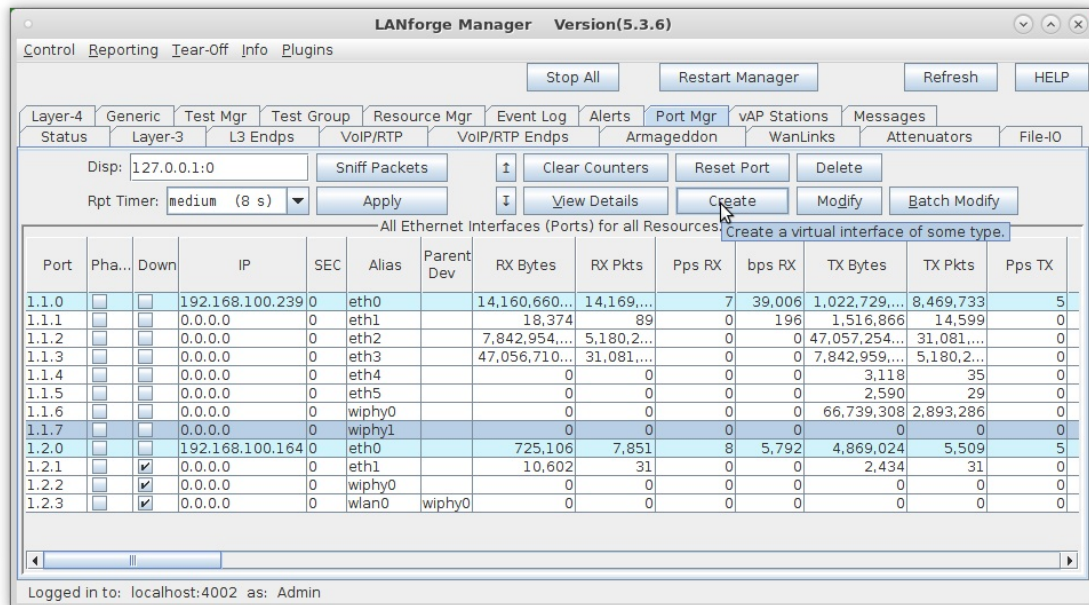 LANforge Manager Version(5.3.6)
Control Reporting Tear-Off Info Plugins
Stop All Restart Manager Refresh HELP
Layer-4 Generic Test Mgr Test Group Resource Mgr Event Log Alerts Port Mgr vAP Stations Messages
Status Layer-3 L3 Endps VoIP/RTP VoIP/RTP Endps Armageddon WanLinks Attenuators File-IO
Disp: 127.0.0.1:0 Sniff Packets ↑ Clear Counters Reset Port Delete
Rpt Timer: medium (8 s) Apply ↓ View Details Create Modify Batch Modify
All Ethernet Interfaces (Ports) for all Resources.
Create a virtual interface of some type.
Port Pha... Down IP SEC Alias Parent Dev RX Bytes RX Pkts Pps RX bps RX TX Bytes TX Pkts Pps TX
1.1.0 192.168.100.239 0 eth0 14,160,660... 14,169,... 7 39,006 1,022,729,... 8,469,733 5
1.1.1 0.0.0.0 0 eth1 18,374 89 0 196 1,516,866 14,599 0
1.1.2 0.0.0.0 0 eth2 7,842,954,... 5,180,2... 0 0 47,057,254... 31,081,... 0
1.1.3 0.0.0.0 0 eth3 47,056,710... 31,081,... 0 0 7,842,959,... 5,180,2... 0
1.1.4 0.0.0.0 0 eth4 0 0 0 0 3,118 35 0
1.1.5 0.0.0.0 0 eth5 0 0 0 0 2,590 29 0
1.1.6 0.0.0.0 0 wiphy0 0 0 0 0 66,739,308 2,893,286 0
1.1.7 0.0.0.0 0 wiphy1 0 0 0 0 0 0 0
1.2.0 192.168.100.164 0 eth0 725,106 7,851 8 5,792 4,869,024 5,509 5
1.2.1 0.0.0.0 0 eth1 10,602 31 0 0 2,434 31 0
1.2.2 0.0.0.0 0 wiphy0 0 0 0 0 0 0 0
1.2.3 0.0.0.0 0 wlan0 wiphy0 0 0 0 0 0 0 0
Logged in to: localhost:4002 as: Admin